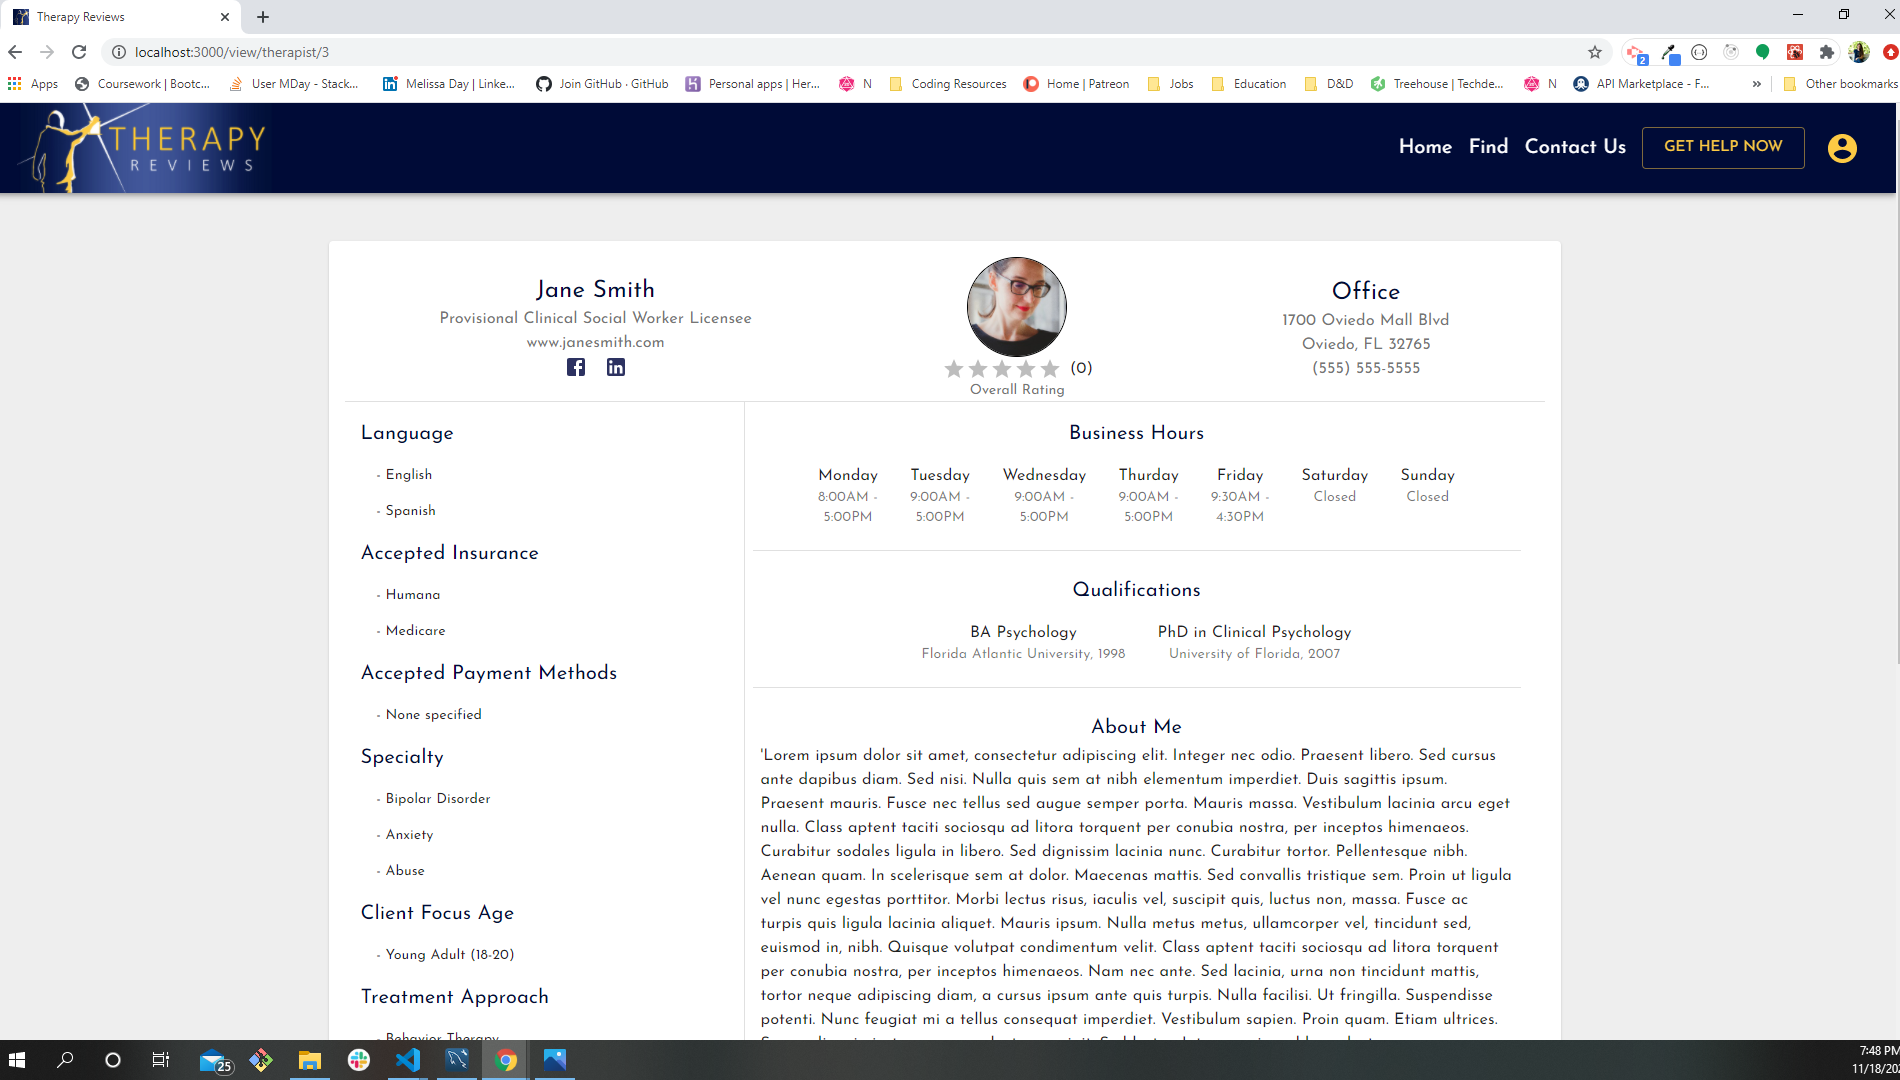 Therapy Reviews
localhost:3000/view/therapist/3
2
Apps
Coursework | Bootc...
User MDay - Stack...
Melissa Day | Linke...
Join GitHub · GitHub
Personal apps | Her...
N
Coding Resources
Home | Patreon
Jobs
Education
D&D
Treehouse | Techde...
N
API Marketplace - F...
»
Other bookmarks
THERAPY
REVIEWS
Home
Find
Contact Us
GET HELP NOW
Jane Smith
Provisional Clinical Social Worker Licensee
www.janesmith.com
(0)
Overall Rating
Office
1700 Oviedo Mall Blvd
Oviedo, FL 32765
(555) 555-5555
Language
- English
- Spanish
Accepted Insurance
- Humana
- Medicare
Accepted Payment Methods
- None specified
Specialty
- Bipolar Disorder
- Anxiety
- Abuse
Client Focus Age
- Young Adult (18-20)
Treatment Approach
- Behavior Therapy
Business Hours
Monday
8:00AM -
5:00PM
Tuesday
9:00AM -
5:00PM
Wednesday
9:00AM -
5:00PM
Thurday
9:00AM -
5:00PM
Friday
9:30AM -
4:30PM
Saturday
Closed
Sunday
Closed
Qualifications
BA Psychology
Florida Atlantic University, 1998
PhD in Clinical Psychology
University of Florida, 2007
About Me
'Lorem ipsum dolor sit amet, consectetur adipiscing elit. Integer nec odio. Praesent libero. Sed cursus
ante dapibus diam. Sed nisi. Nulla quis sem at nibh elementum imperdiet. Duis sagittis ipsum.
Praesent mauris. Fusce nec tellus sed augue semper porta. Mauris massa. Vestibulum lacinia arcu eget
nulla. Class aptent taciti sociosqu ad litora torquent per conubia nostra, per inceptos himenaeos.
Curabitur sodales ligula in libero. Sed dignissim lacinia nunc. Curabitur tortor. Pellentesque nibh.
Aenean quam. In scelerisque sem at dolor. Maecenas mattis. Sed convallis tristique sem. Proin ut ligula
vel nunc egestas porttitor. Morbi lectus risus, iaculis vel, suscipit quis, luctus non, massa. Fusce ac
turpis quis ligula lacinia aliquet. Mauris ipsum. Nulla metus metus, ullamcorper vel, tincidunt sed,
euismod in, nibh. Quisque volutpat condimentum velit. Class aptent taciti sociosqu ad litora torquent
per conubia nostra, per inceptos himenaeos. Nam nec ante. Sed lacinia, urna non tincidunt mattis,
tortor neque adipiscing diam, a cursus ipsum ante quis turpis. Nulla facilisi. Ut fringilla. Suspendisse
potenti. Nunc feugiat mi a tellus consequat imperdiet. Vestibulum sapien. Proin quam. Etiam ultrices.
25
7:48 PM
11/18/20